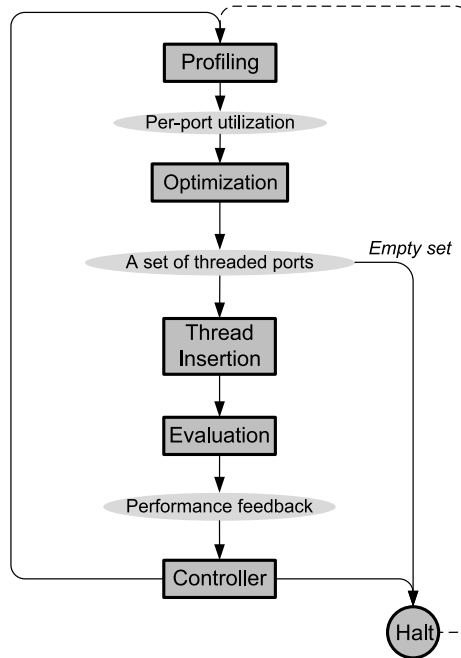 Profiling
Per-port utilization
Optimization
Empty set
A set of threaded ports
Thread
Insertion
Evaluation
Performance feedback
Controller
Halt